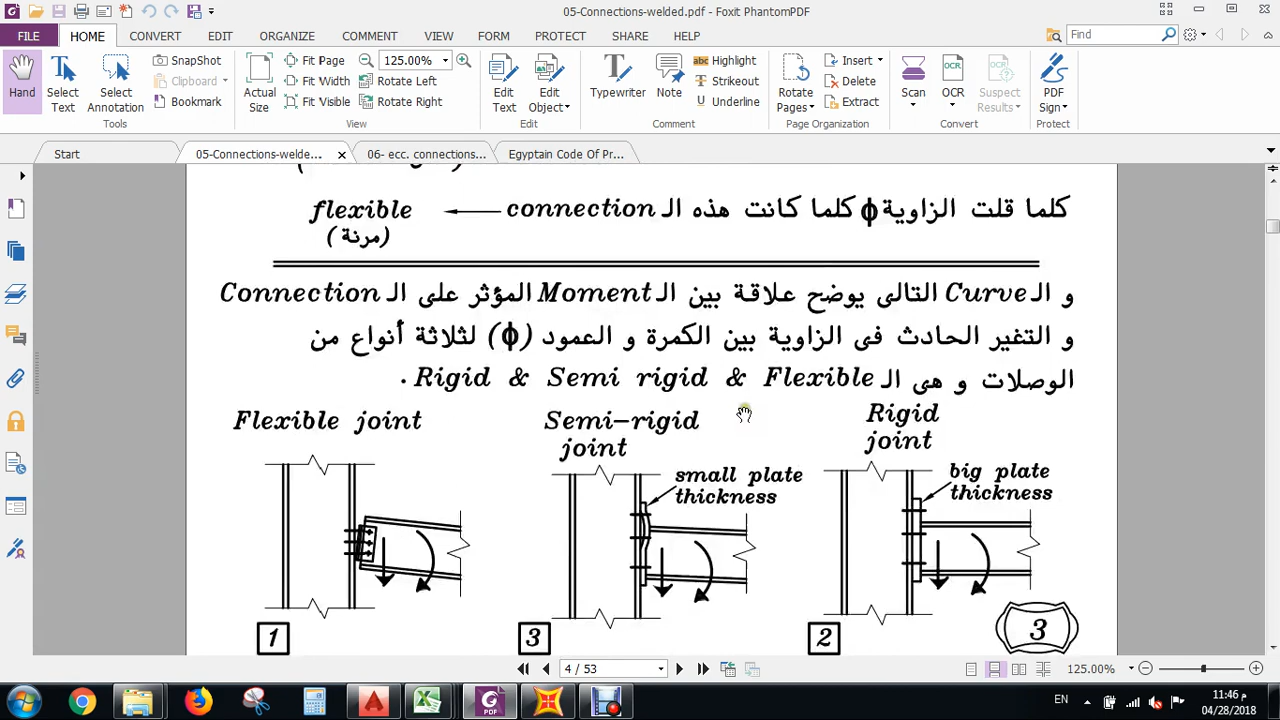 05-Connections-welded.pdf - Foxit PhantomPDF
FILE HOME CONVERT EDIT ORGANIZE COMMENT VIEW FORM PROTECT SHARE HELP Find
Hand
Select Text
Select Annotation
SnapShot
Clipboard
Bookmark
Tools
Actual Size
Fit Page
Fit Width
Fit Visible
125.00%
Rotate Left
Rotate Right
View
Edit Text
Edit Object
Edit
Typewriter
Note
Highlight
Strikeout
Underline
Comment
Rotate Pages
Insert
Delete
Extract
Page Organization
Scan
OCR
Suspect Results
Convert
PDF Sign
Protect
Start 05-Connections-welde... 06- ecc. connections... Egyptain Code Of Pr...
كلما قلت الزاوية ϕ كلما كانت هذه الـ connection ← flexible
(مرنة)
و الـ Curve التالى يوضح علاقة بين الـ Moment المؤثر على الـ Connection
و التغير الحادث فى الزاوية بين الكمرة و العمود (ϕ) لثلاثة أنواع من
الوصلات و هى الـ Rigid & Semi rigid & Flexible .
Flexible joint
Semi-rigid
joint
Rigid
joint
small plate
thickness
big plate
thickness
1
3
2
3
4 / 53
125.00%
EN
11:46 م
04/28/2018